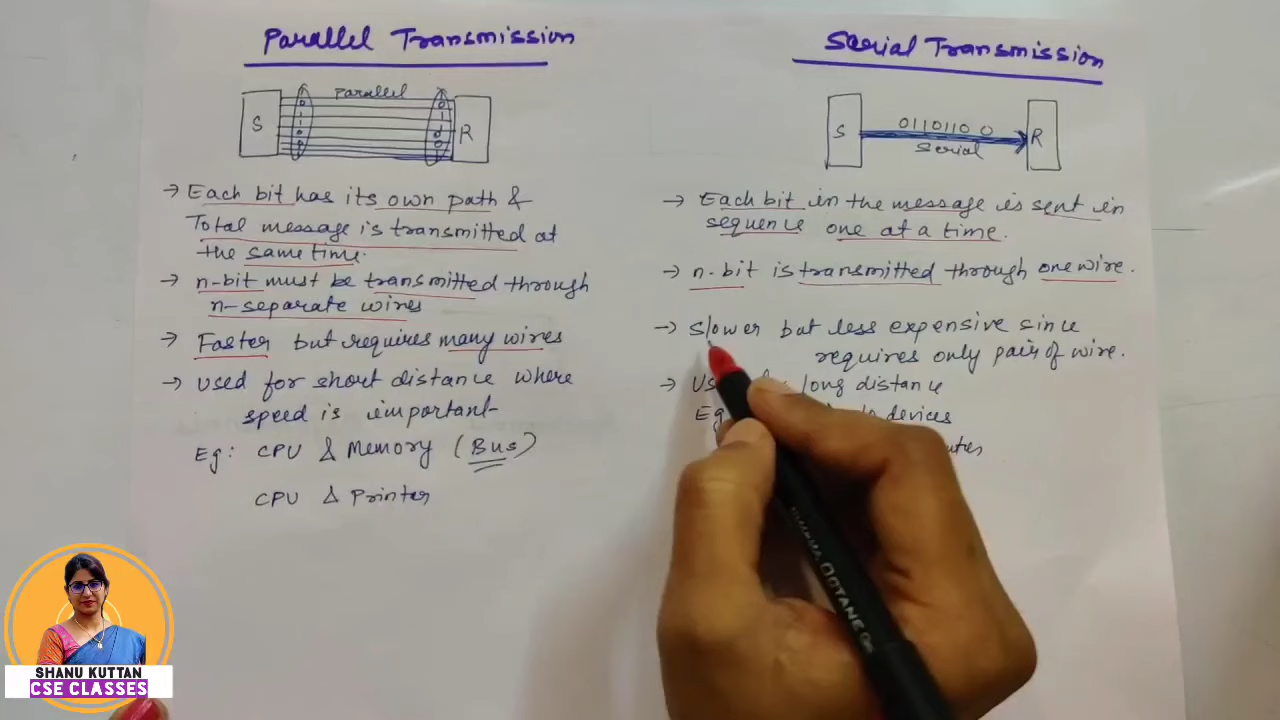 Parallel Transmission
S
Parallel
R
→ Each bit has its own path &
Total message is transmitted at
the same time.
→ n-bit must be transmitted through
n-separate wires
→ Faster but requires many wires
→ Used for short distance where
speed is important
Eg: CPU & Memory (Bus)
CPU & Printer
Serial Transmission
S
0110110 0
Serial
R
→ Each bit in the message is sent in
sequence one at a time.
→ n-bit is transmitted through one wire.
→ Slower but less expensive since
requires only pair of wire.
→ long distance
Eg devices
OCTANE
SHANU KUTTAN
CSE CLASSES